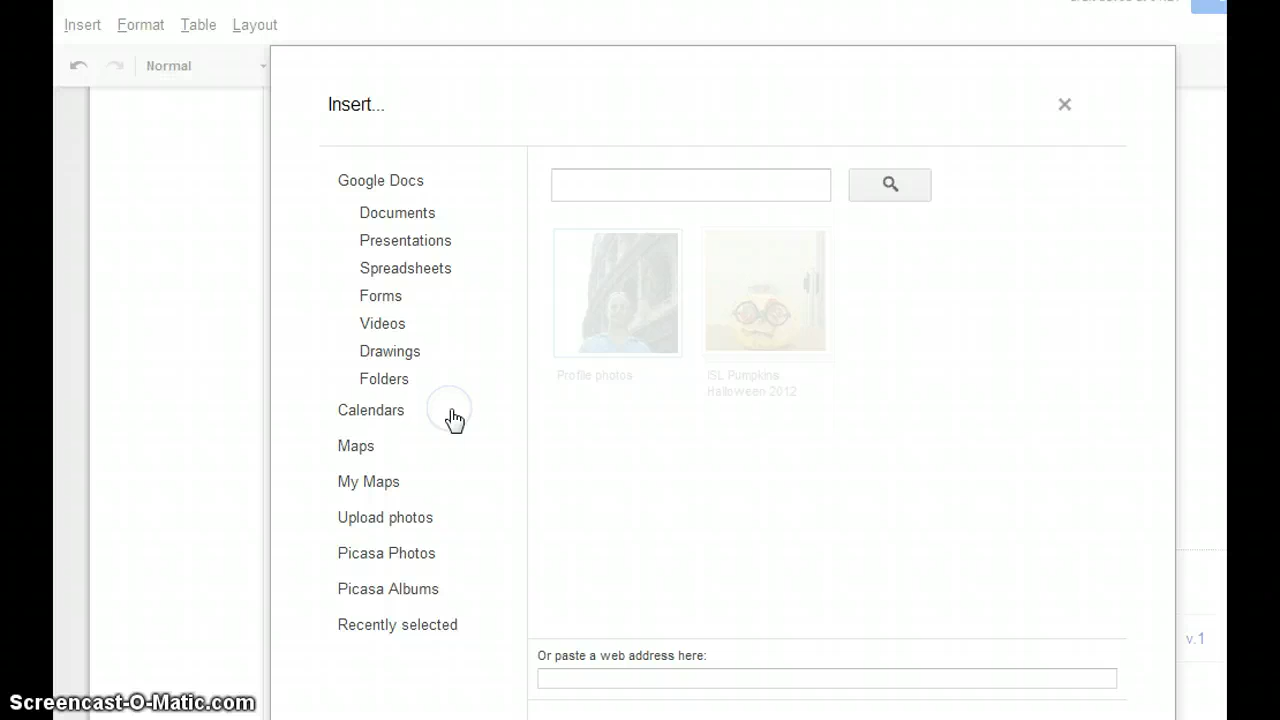 Insert Format Table Layout
Normal
Insert...
Google Docs
Documents
Presentations
Spreadsheets
Forms
Videos
Drawings
Folders
Calendars
Maps
My Maps
Upload photos
Picasa Photos
Picasa Albums
Recently selected
Profile photos
ISL Pumpkins
Halloween 2012
v.1
Or paste a web address here:
Screencast-O-Matic.com